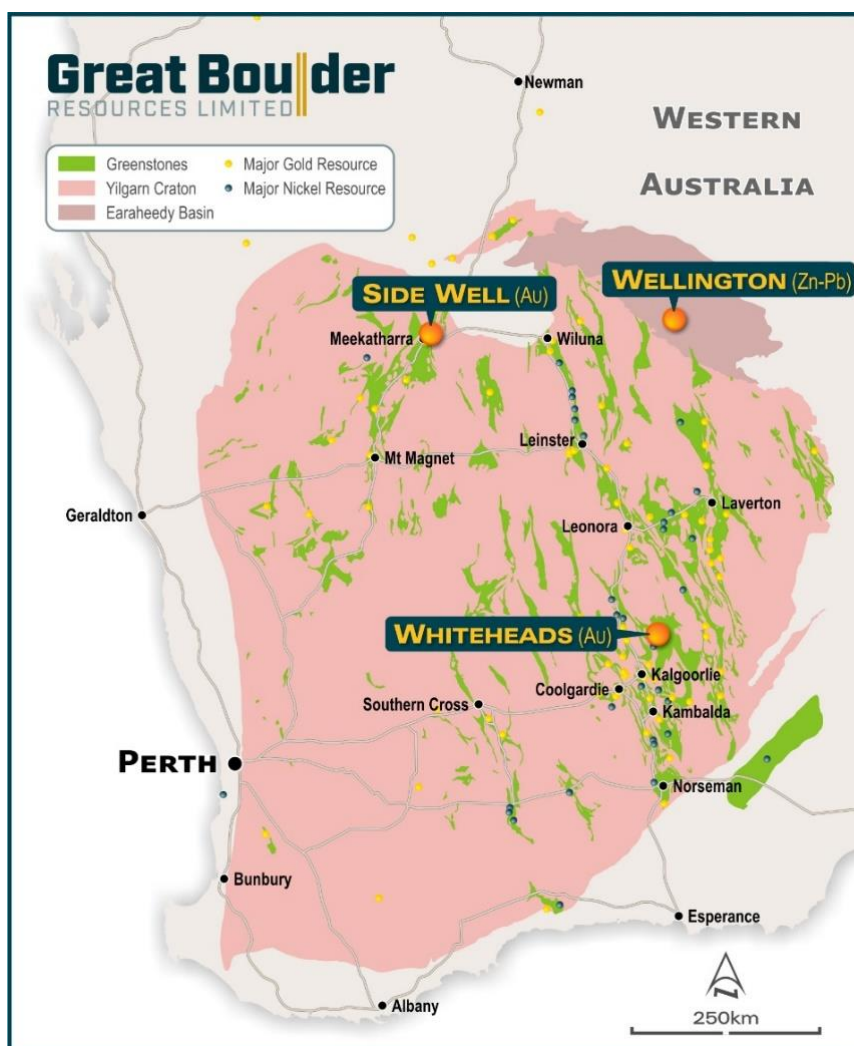 Great Boulder
RESOURCES LIMITED
Newman
WESTERN
AUSTRALIA
Greenstones
Major Gold Resource
Yilgarn Craton
Major Nickel Resource
Earaheedy Basin
SIDE WELL (Au)
WELLINGTON (Zn-Pb)
Meekatharra
Wiluna
Leinster
Mt Magnet
Geraldton
Laverton
Leonora
WHITEHEADS (Au)
Kalgoorlie
Coolgardie
Southern Cross
Kambalda
PERTH
Norseman
Bunbury
Esperance
Albany
N
250km